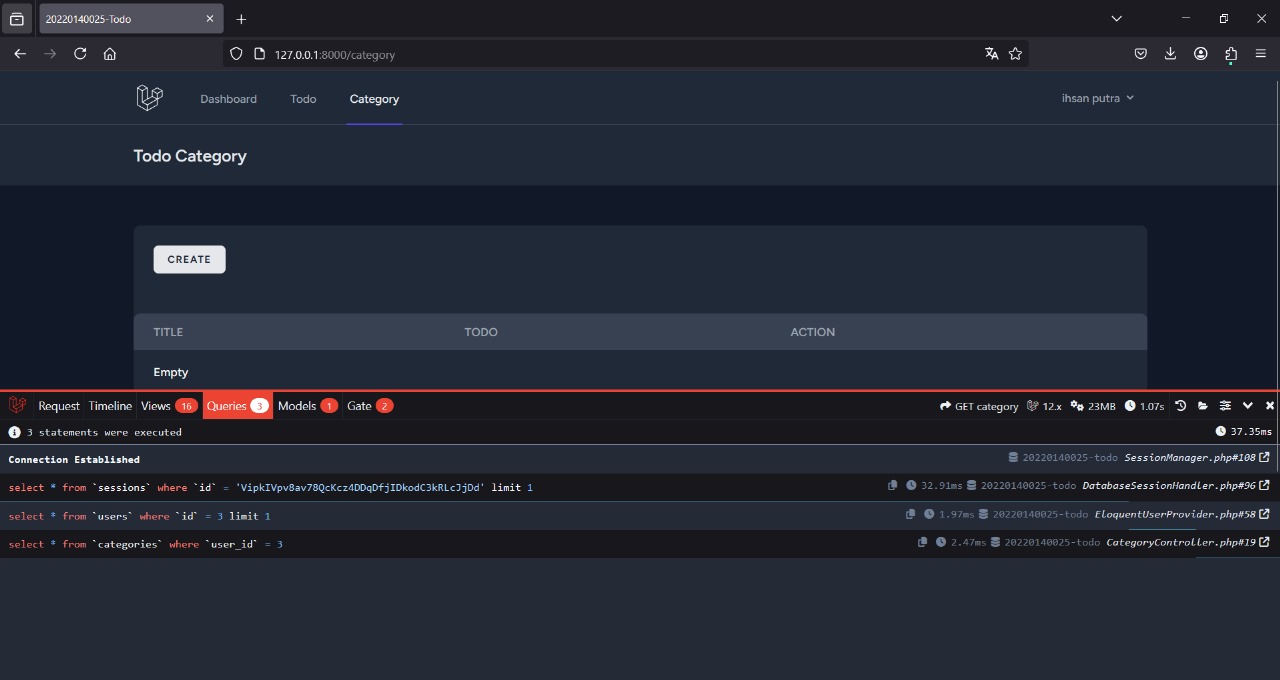 20220140025-Todo
127.0.0.1:8000/category
Dashboard Todo Category ihsan putra
Todo Category
CREATE
TITLE TODO ACTION
Empty
Request Timeline Views 16 Queries 3 Models 1 Gate 2 GET category 12.x 23MB 1.07s
3 statements were executed 37.35ms
Connection Established 20220140025-todo SessionManager.php#108
select * from `sessions` where `id` = 'VipkIVpv8av78QcKcz4DDqDfjIDkodC3kRLcJjDd' limit 1 32.91ms 20220140025-todo DatabaseSessionHandler.php#96
select * from `users` where `id` = 3 limit 1 1.97ms 20220140025-todo EloquentUserProvider.php#58
select * from `categories` where `user_id` = 3 2.47ms 20220140025-todo CategoryController.php#19